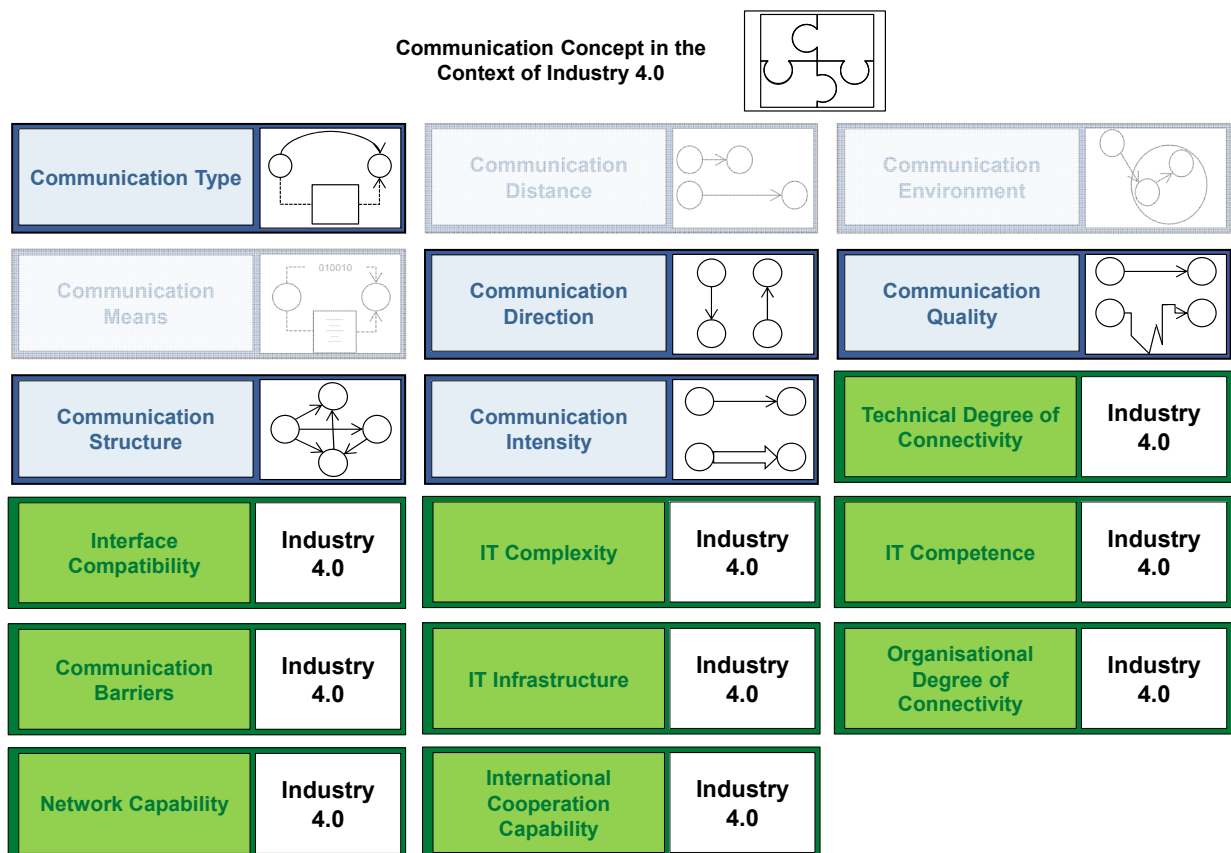 Communication Concept in the
Context of Industry 4.0
Communication Type
Communication
Distance
Communication
Environment
Communication
Means
010010
Communication
Direction
Communication
Quality
Communication
Structure
Communication
Intensity
Technical Degree of
Connectivity
Industry
4.0
Interface
Compatibility
Industry
4.0
IT Complexity
Industry
4.0
IT Competence
Industry
4.0
Communication
Barriers
Industry
4.0
IT Infrastructure
Industry
4.0
Organisational
Degree of
Connectivity
Industry
4.0
Network Capability
Industry
4.0
International
Cooperation
Capability
Industry
4.0